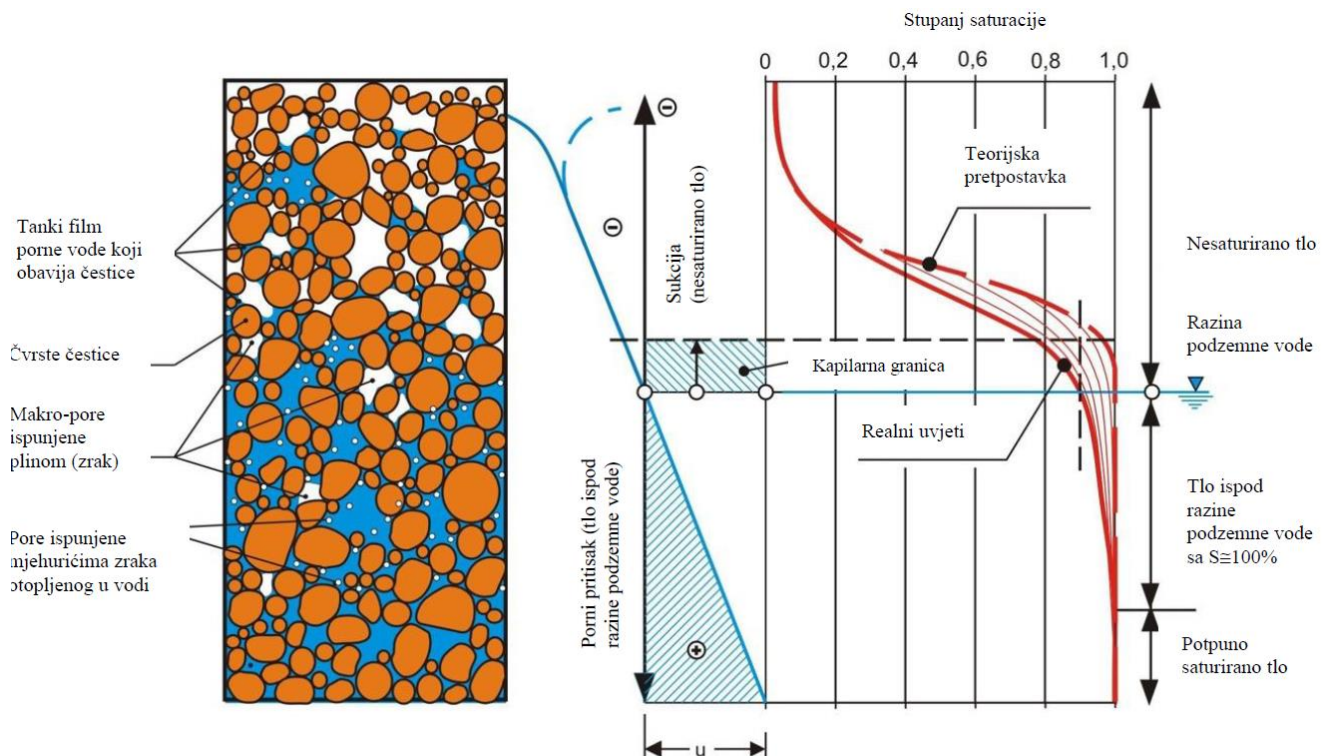 Stupanj saturacije
0 0,2 0,4 0,6 0,8 1,0
Tanki film
porne vode koji
obavija čestice
Čvrste čestice
Makro-pore
ispunjene
plinom (zrak)
Pore ispunjene
mjehurićima zraka
otopljenog u vodi
Sukcija
(nesaturirano tlo)
Porni pritisak (tlo ispod
razine podzemne vode)
u
Teorijska
pretpostavka
Kapilarna granica
Realni uvjeti
Nesaturirano tlo
Razina
podzemne vode
Tlo ispod
razine
podzemne vode
sa S≅100%
Potpuno
saturirano tlo